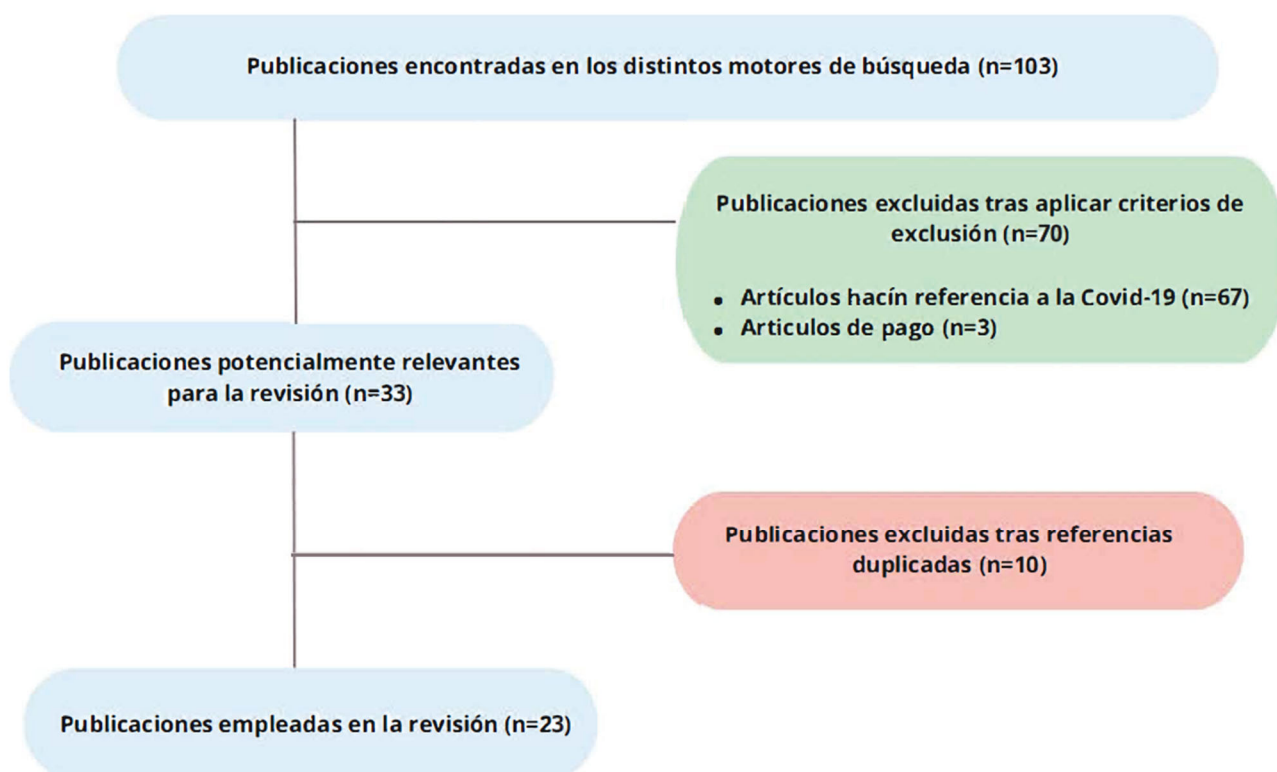 Publicaciones encontradas en los distintos motores de búsqueda (n=103)
Publicaciones excluidas tras aplicar criterios de
exclusión (n=70)
• Artículos hacín referencia a la Covid-19 (n=67)
• Articulos de pago (n=3)
Publicaciones potencialmente relevantes
para la revisión (n=33)
Publicaciones excluidas tras referencias
duplicadas (n=10)
Publicaciones empleadas en la revisión (n=23)